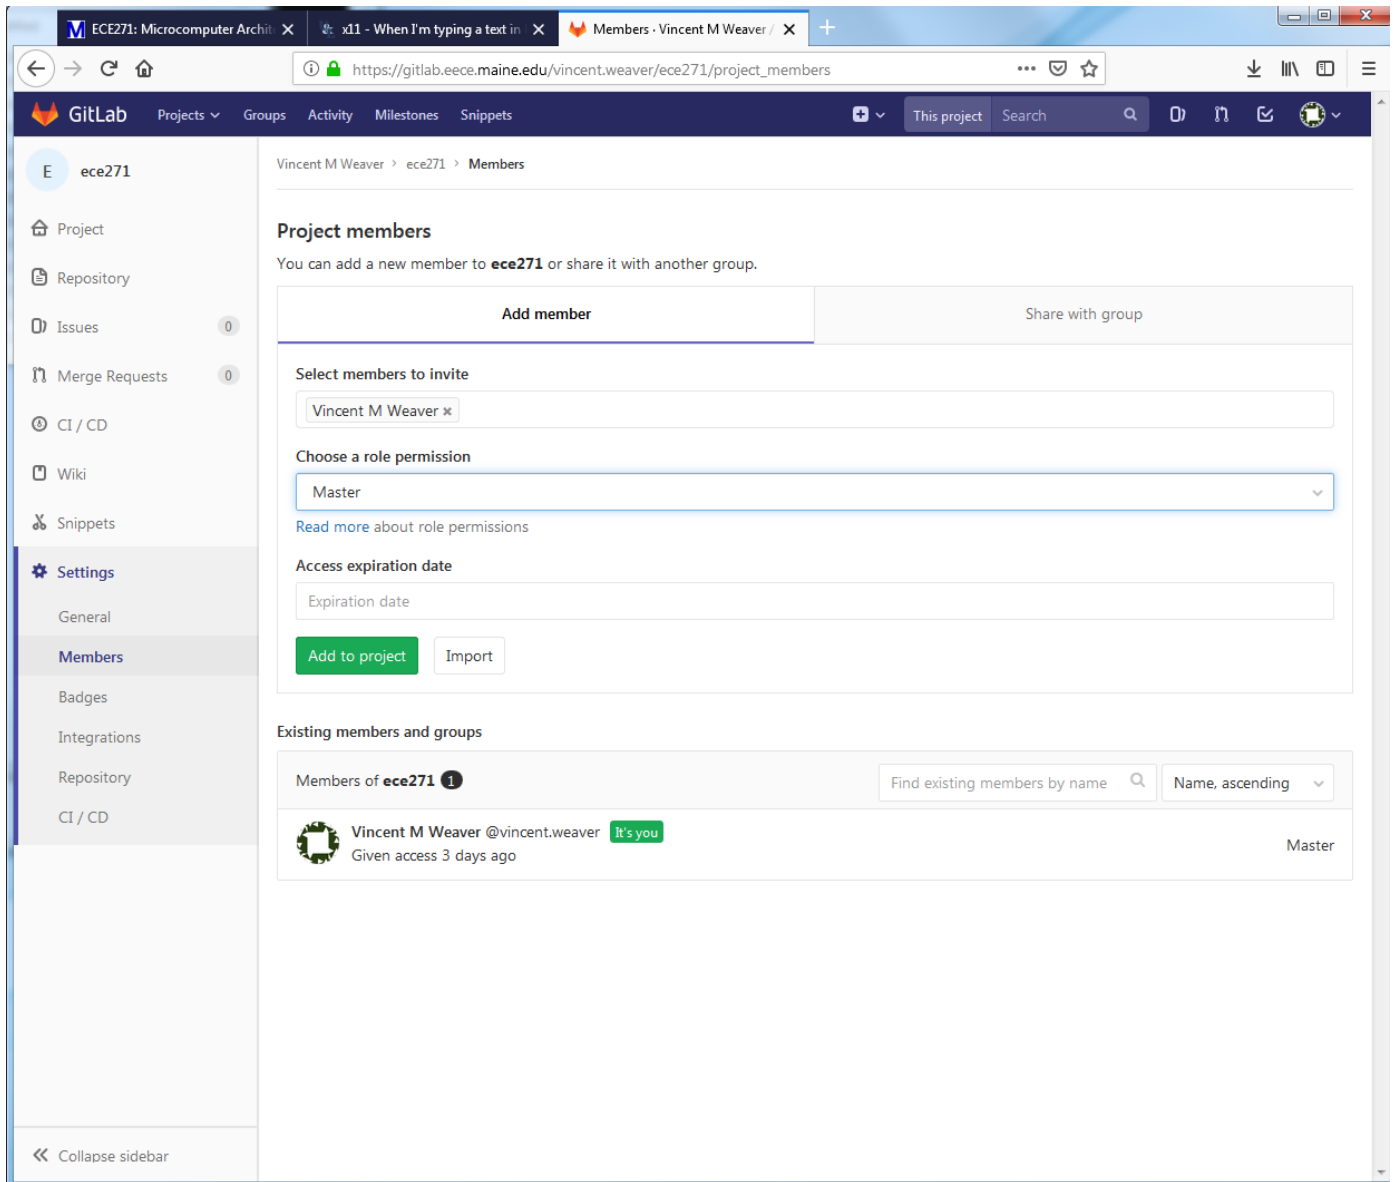 ECE271: Microcomputer Archit
x11 - When I'm typing a text in
Members · Vincent M Weaver /
https://gitlab.eece.maine.edu/vincent.weaver/ece271/project_members
GitLab Projects Groups Activity Milestones Snippets This project Search
E ece271
Project
Repository
Issues 0
Merge Requests 0
CI / CD
Wiki
Snippets
Settings
General
Members
Badges
Integrations
Repository
CI / CD
Collapse sidebar
Vincent M Weaver > ece271 > Members
Project members
You can add a new member to ece271 or share it with another group.
Add member Share with group
Select members to invite
Vincent M Weaver ×
Choose a role permission
Master
Read more about role permissions
Access expiration date
Expiration date
Add to project Import
Existing members and groups
Members of ece271 1 Find existing members by name Name, ascending
Vincent M Weaver @vincent.weaver It's you
Given access 3 days ago
Master